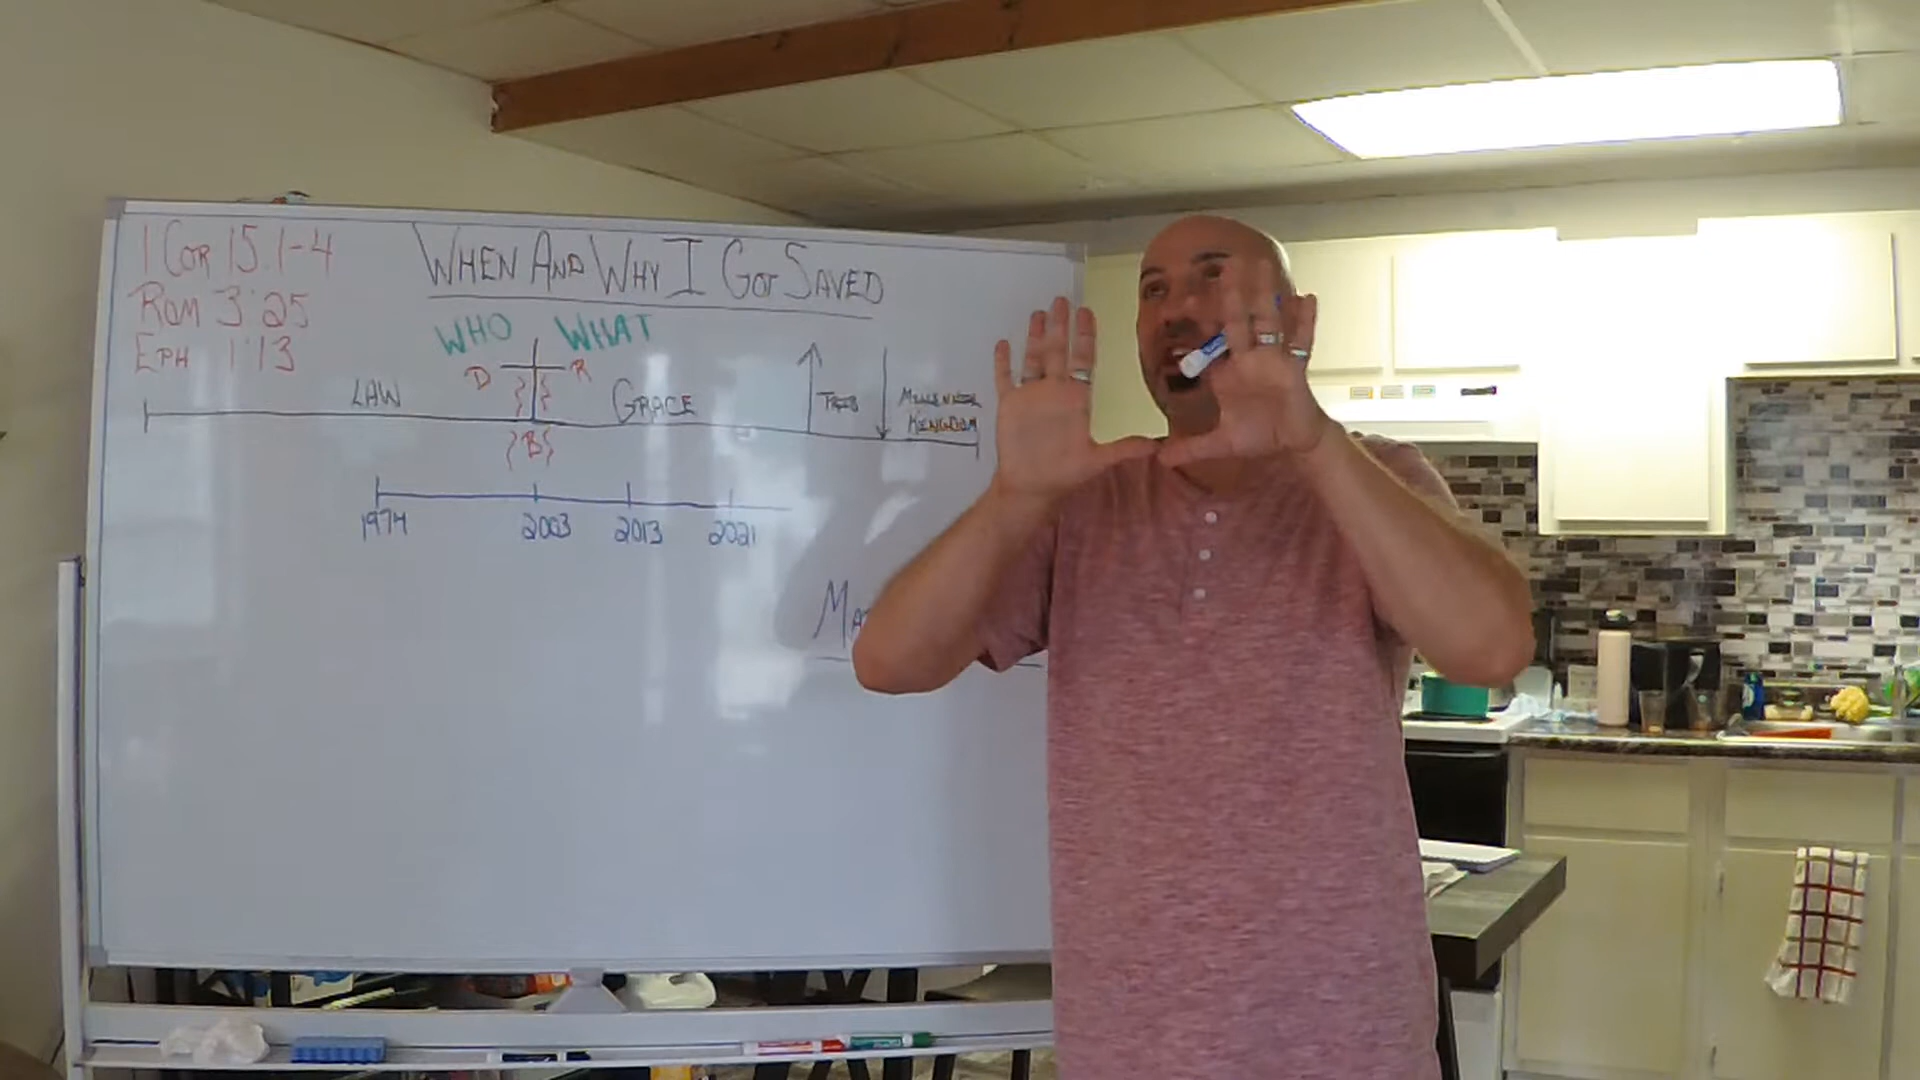 1 COR 15:1-4
ROM 3:25
EPH 1:13
WHEN AND WHY I GOT SAVED
WHO WHAT
D R
LAW GRACE TRIB MILLENNIAL
KINGDOM
B
1974 2003 2013 2021